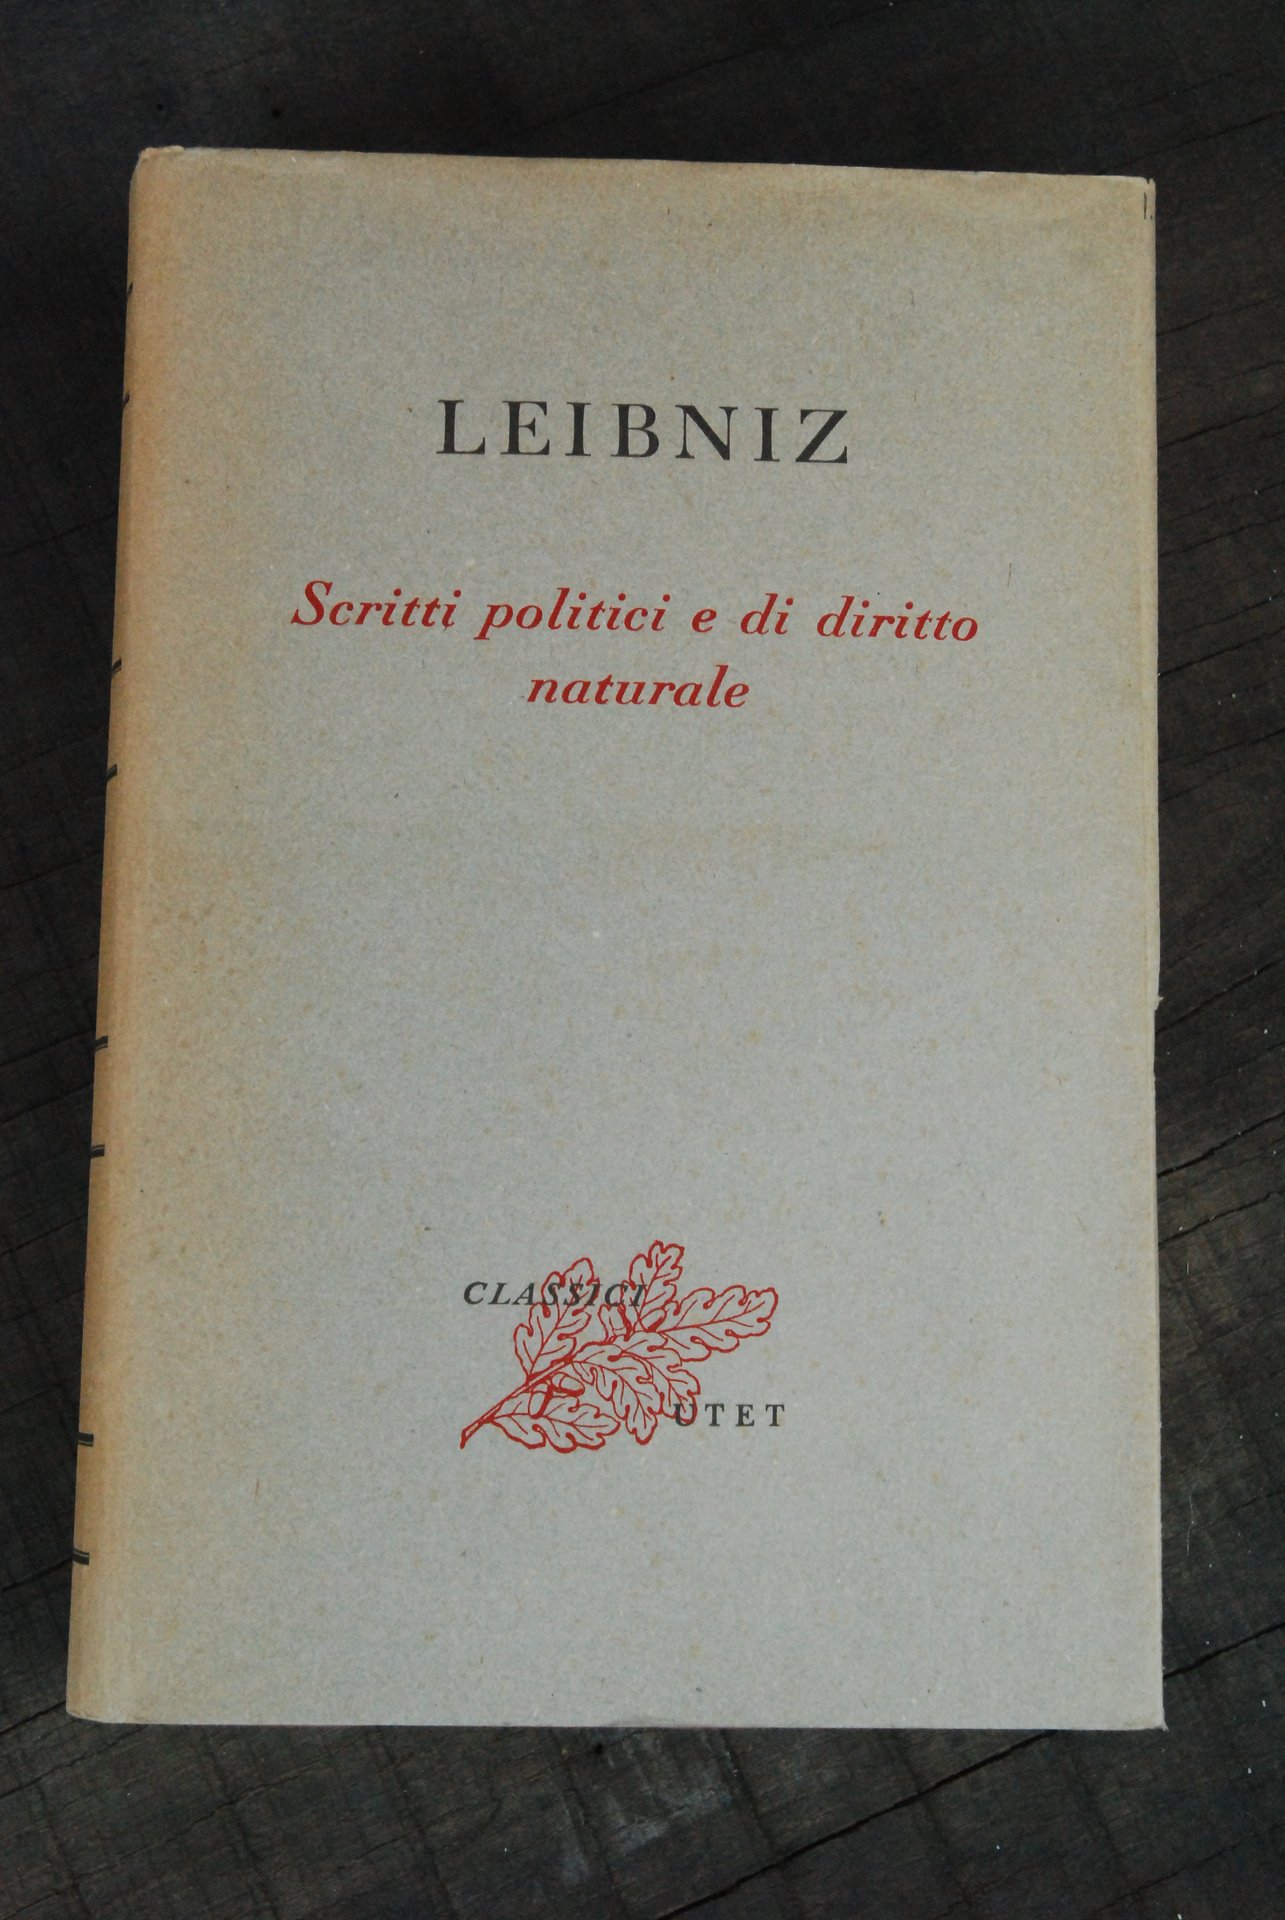 LEIBNIZ
Scritti politici e di diritto
naturale
CLASSICI
UTET